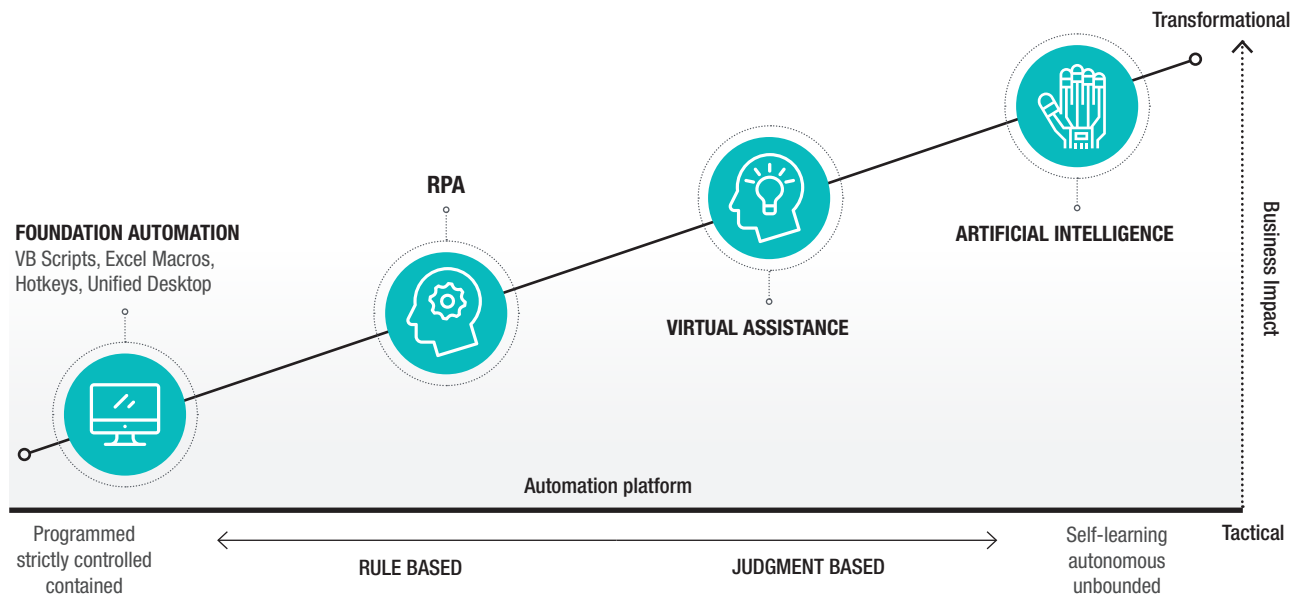 Transformational
RPA
FOUNDATION AUTOMATION
VB Scripts, Excel Macros,
Hotkeys, Unified Desktop
ARTIFICIAL INTELLIGENCE
Business Impact
VIRTUAL ASSISTANCE
Automation platform
Programmed
strictly controlled
contained
RULE BASED
JUDGMENT BASED
Self-learning
autonomous
unbounded
Tactical